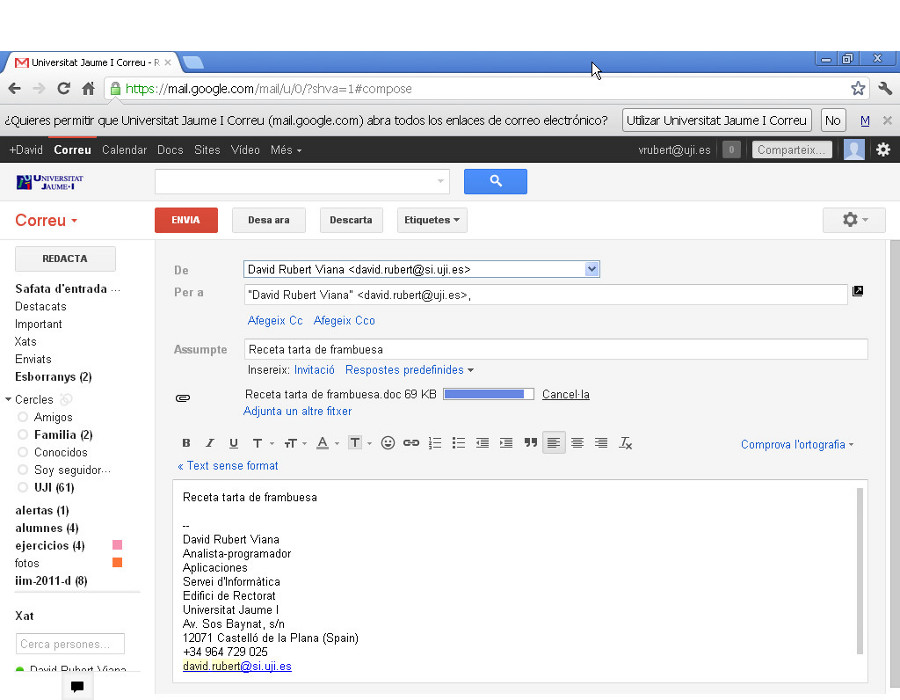 Universitat Jaume I Correu - R
https://mail.google.com/mail/u/0/?shva=1#compose
¿Quieres permitir que Universitat Jaume I Correu (mail.google.com) abra todos los enlaces de correo electrónico? Utilizar Universitat Jaume I Correu No M
+David Correu Calendar Docs Sites Vídeo Més vrubert@uji.es 0 Comparteix...
UNIVERSITAT
JAUME·I
Correu ENVIA Desa ara Descarta Etiquetes
REDACTA
Safata d'entrada ...
Destacats
Important
Xats
Enviats
Esborranys (2)
Cercles
Amigos
Familia (2)
Conocidos
Soy seguidor...
UJI (61)
alertas (1)
alumnes (4)
ejercicios (4)
fotos
iim-2011-d (8)
Xat
Cerca persones...
David Rubert Viana
De David Rubert Viana <david.rubert@si.uji.es>
Per a "David Rubert Viana" <david.rubert@uji.es>,
Afegeix Cc Afegeix Cco
Assumpte Receta tarta de frambuesa
Insereix: Invitació Respostes predefinides
Receta tarta de frambuesa.doc 69 KB Cancel·la
Adjunta un altre fitxer
B I U T T A T Comprova l'ortografia
« Text sense format
Receta tarta de frambuesa
--
David Rubert Viana
Analista-programador
Aplicaciones
Servei d'Informàtica
Edifici de Rectorat
Universitat Jaume I
Av. Sos Baynat, s/n
12071 Castelló de la Plana (Spain)
+34 964 729 025
david.rubert@si.uji.es